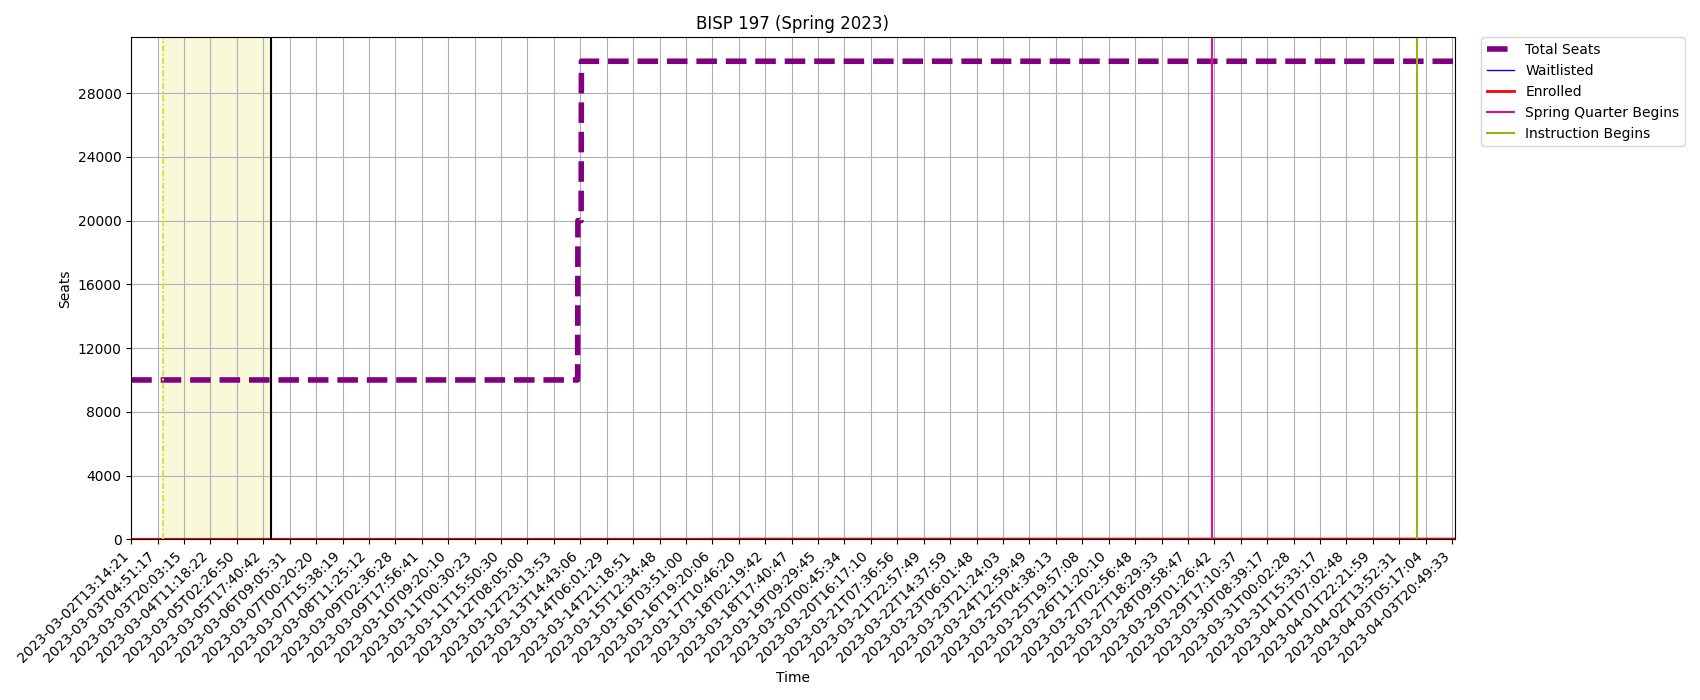 BISP 197 (Spring 2023)
Total Seats
Waitlisted
Enrolled
Spring Quarter Begins
Instruction Begins
Seats
28000
24000
20000
16000
12000
8000
4000
0
2023-03-02T13:14:21
2023-03-03T04:51:17
2023-03-03T20:03:15
2023-03-04T11:18:22
2023-03-05T02:26:50
2023-03-05T17:40:42
2023-03-06T09:05:31
2023-03-07T00:20:20
2023-03-07T15:38:19
2023-03-08T11:25:12
2023-03-09T02:36:28
2023-03-09T17:56:41
2023-03-10T09:20:10
2023-03-11T00:30:23
2023-03-11T15:50:30
2023-03-12T08:05:00
2023-03-12T23:13:53
2023-03-13T14:43:06
2023-03-14T06:01:29
2023-03-14T21:18:51
2023-03-15T12:34:48
2023-03-16T03:51:00
2023-03-16T19:20:06
2023-03-17T10:46:20
2023-03-18T02:19:42
2023-03-18T17:40:47
2023-03-19T09:29:45
2023-03-20T00:45:34
2023-03-20T16:17:10
2023-03-21T07:36:56
2023-03-21T22:57:49
2023-03-22T14:37:59
2023-03-23T06:01:48
2023-03-23T21:24:03
2023-03-24T12:59:49
2023-03-25T04:38:13
2023-03-25T19:57:08
2023-03-26T11:20:10
2023-03-27T02:56:48
2023-03-27T18:29:33
2023-03-28T09:58:47
2023-03-29T01:26:42
2023-03-29T17:10:37
2023-03-30T08:39:17
2023-03-31T00:02:28
2023-03-31T15:33:17
2023-04-01T07:02:48
2023-04-01T22:21:59
2023-04-02T13:52:31
2023-04-03T05:17:04
2023-04-03T20:49:33
Time